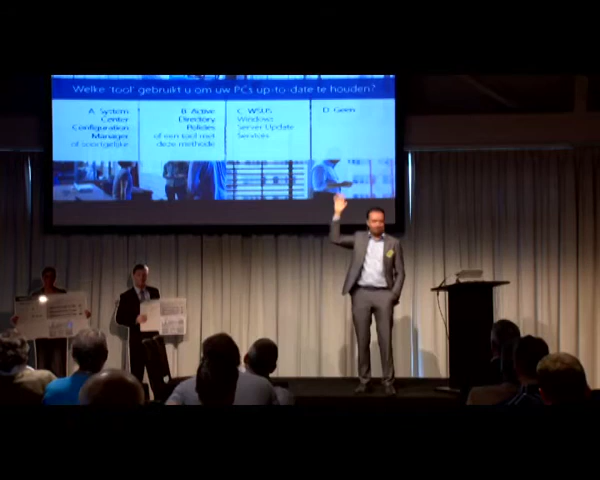 Welke 'tool' gebruikt u om uw PCs up-to-date te houden?
A. System
Center
Configuration
Manager
of soortgelijke
B. Active
Directory
Policies
of een tool met
deze methode
C. WSUS
Windows
Server Update
Services
D. Geen